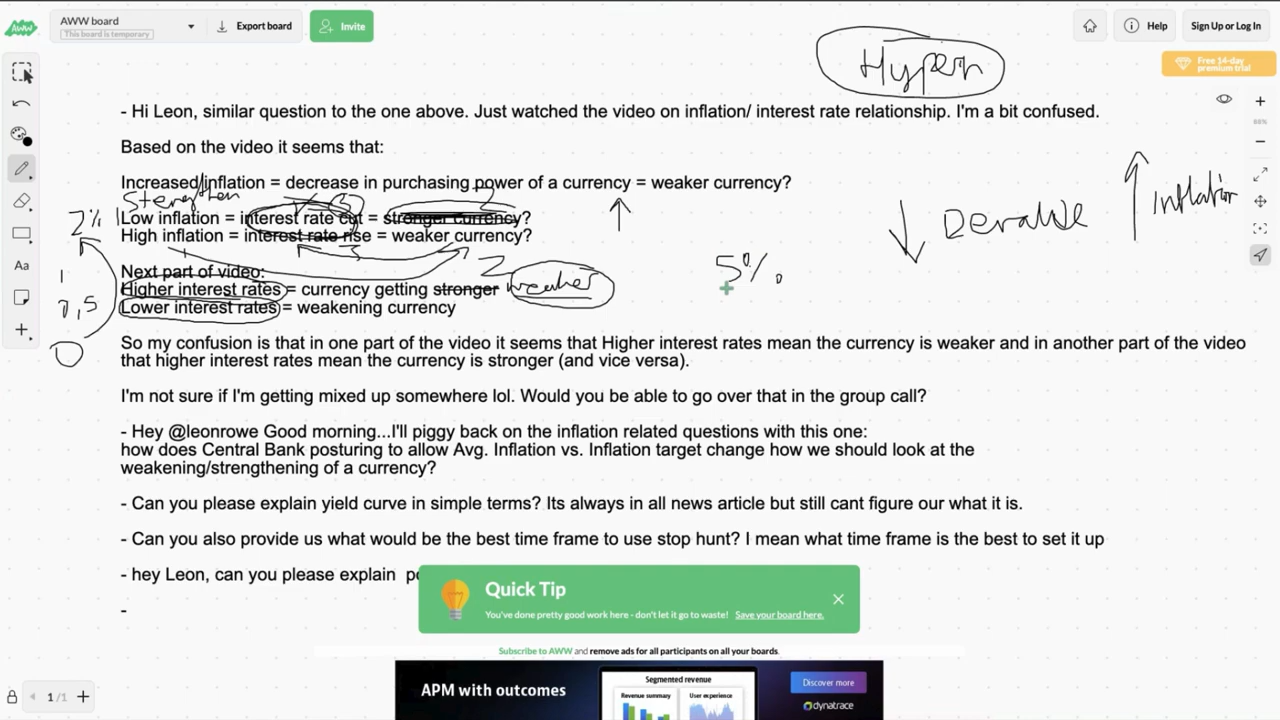 AWW board
This board is temporary
Export board
Invite
Help
Sign Up or Log In
Free 14-day
premium trial
Hyper
- Hi Leon, similar question to the one above. Just watched the video on inflation/ interest rate relationship. I'm a bit confused.
Based on the video it seems that:
Increased inflation = decrease in purchasing power of a currency = weaker currency?
Strengthen
Low inflation = interest rate cut = stronger currency?
High inflation = interest rate rise = weaker currency?
2%
1
0,5
0
Next part of video:
Higher interest rates = currency getting stronger weaker
Lower interest rates = weakening currency
5%
Devalue
Inflation
So my confusion is that in one part of the video it seems that Higher interest rates mean the currency is weaker and in another part of the video
that higher interest rates mean the currency is stronger (and vice versa).
I'm not sure if I'm getting mixed up somewhere lol. Would you be able to go over that in the group call?
- Hey @leonrowe Good morning...I'll piggy back on the inflation related questions with this one:
how does Central Bank posturing to allow Avg. Inflation vs. Inflation target change how we should look at the
weakening/strengthening of a currency?
- Can you please explain yield curve in simple terms? Its always in all news article but still cant figure our what it is.
- Can you also provide us what would be the best time frame to use stop hunt? I mean what time frame is the best to set it up
- hey Leon, can you please explain
-
Quick Tip
You've done pretty good work here - don't let it go to waste! Save your board here.
Subscribe to AWW and remove ads for all participants on all your boards.
APM with outcomes
Segmented revenue
Revenue summary
User experience
Discover more
dynatrace
Aa
88%
1/1